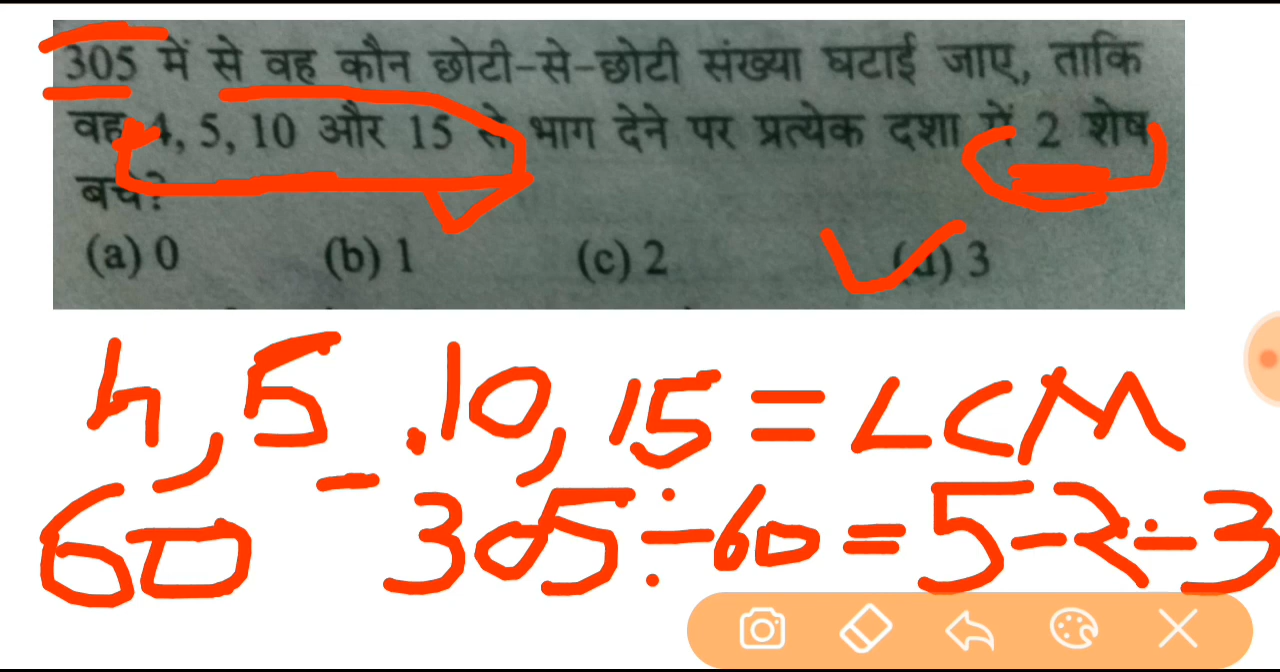 305 में से वह कौन छोटी-से-छोटी संख्या घटाई जाए, ताकि
वह 4, 5, 10 और 15 से भाग देने पर प्रत्येक दशा में 2 शेष
बचे?
(a) 0 (b) 1 (c) 2 (d) 3
4, 5, 10, 15 = LCM
60 - 305 ÷ 60 = 5 - 2 ÷ 3